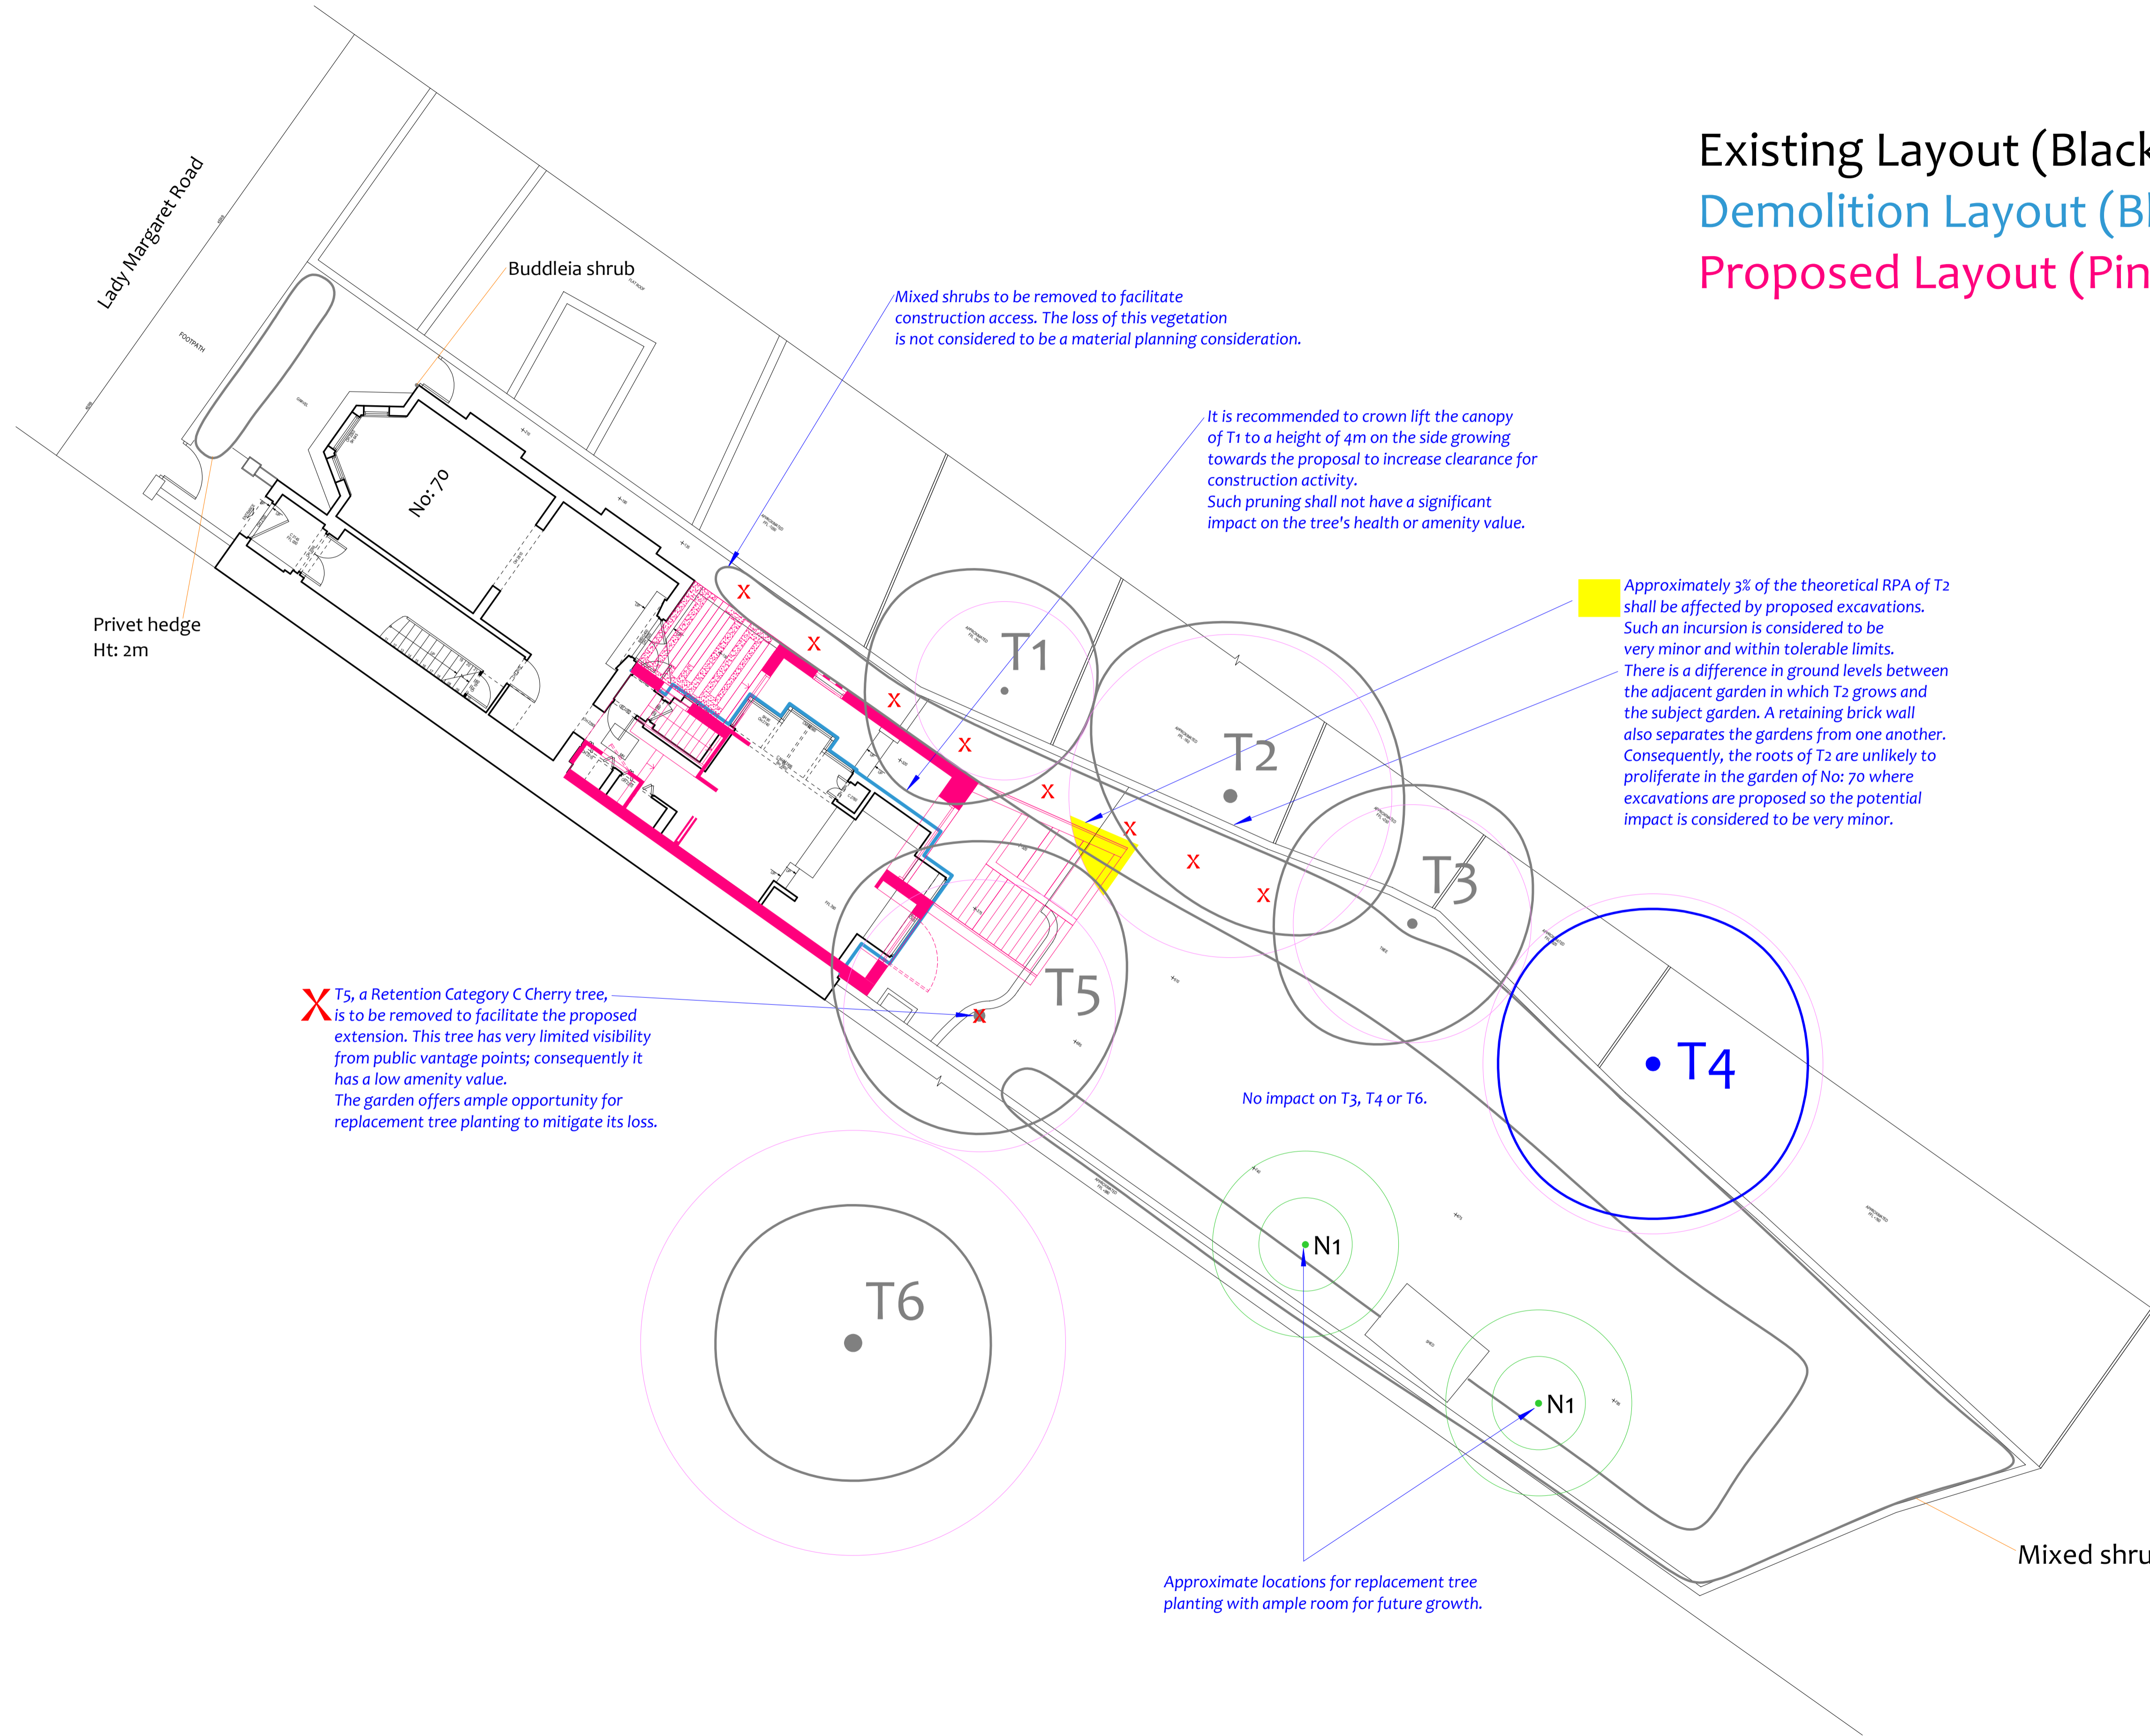 Existing Layout (Black
Demolition Layout (Bl
Proposed Layout (Pin
Lady Margaret Road
FOOTPATH
Buddleia shrub
FLAT ROOF
Mixed shrubs to be removed to facilitate
construction access. The loss of this vegetation
is not considered to be a material planning consideration.
It is recommended to crown lift the canopy
of T1 to a height of 4m on the side growing
towards the proposal to increase clearance for
construction activity.
Such pruning shall not have a significant
impact on the tree's health or amenity value.
Approximately 3% of the theoretical RPA of T2
shall be affected by proposed excavations.
Such an incursion is considered to be
very minor and within tolerable limits.
There is a difference in ground levels between
the adjacent garden in which T2 grows and
the subject garden. A retaining brick wall
also separates the gardens from one another.
Consequently, the roots of T2 are unlikely to
proliferate in the garden of No: 70 where
excavations are proposed so the potential
impact is considered to be very minor.
No: 70
Privet hedge
Ht: 2m
X
X
X
X
X
X
X
X
T1
T2
T3
T4
T5
T6
X
X
T5, a Retention Category C Cherry tree,
is to be removed to facilitate the proposed
extension. This tree has very limited visibility
from public vantage points; consequently it
has a low amenity value.
The garden offers ample opportunity for
replacement tree planting to mitigate its loss.
No impact on T3, T4 or T6.
N1
SHED
N1
Mixed shru
Approximate locations for replacement tree
planting with ample room for future growth.